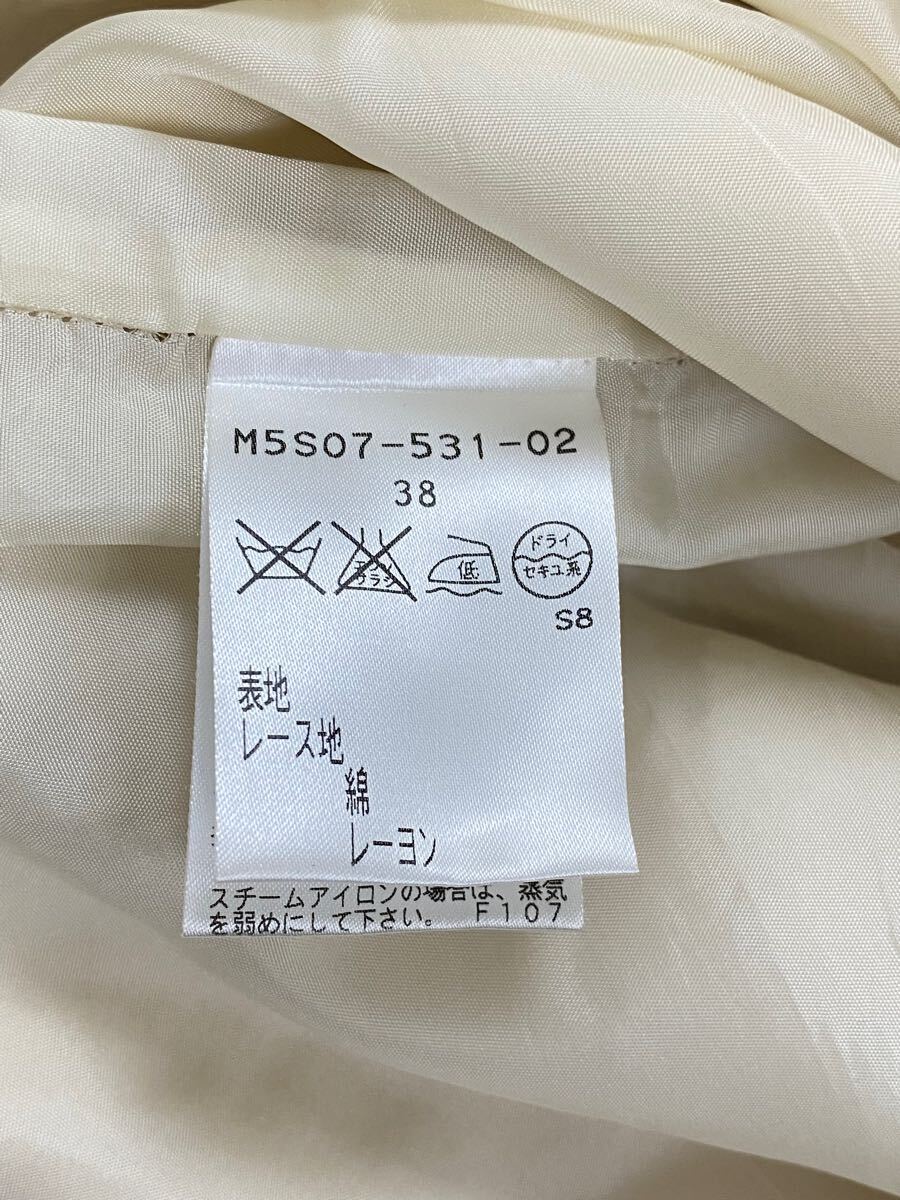 M5S07-531-02
38
低
ドライ
セキユ系
S8
表地
レース地
綿
レーヨン
スチームアイロンの場合は、蒸気
を弱めにして下さい。 F107